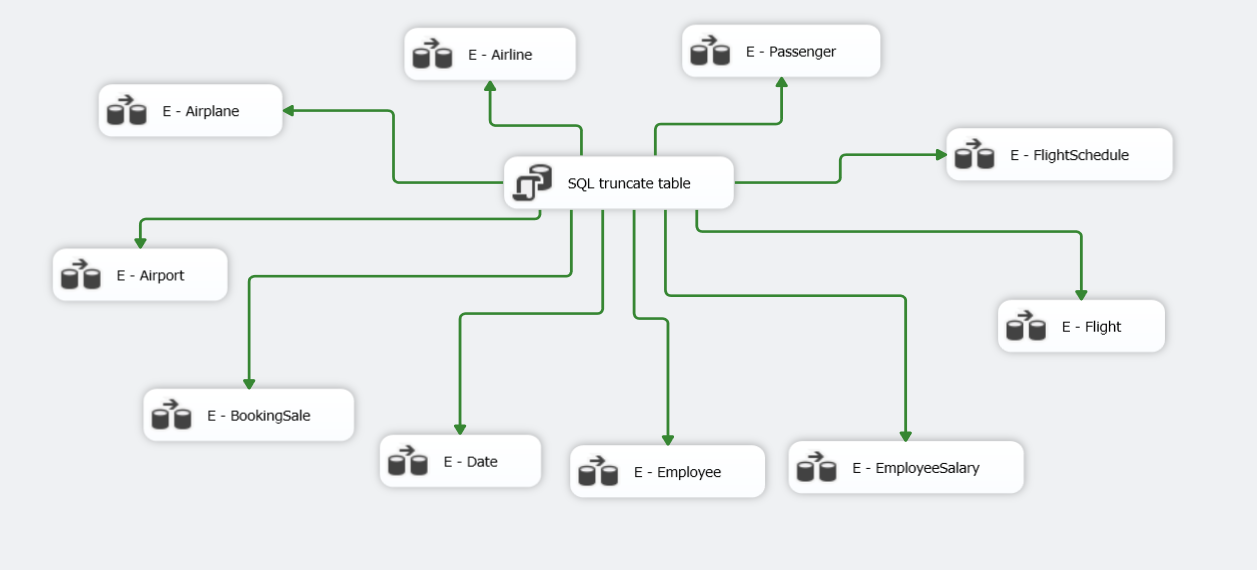 E - Airline
E - Passenger
E - Airplane
E - FlightSchedule
SQL truncate table
E - Airport
E - Flight
E - BookingSale
E - Date
E - Employee
E - EmployeeSalary